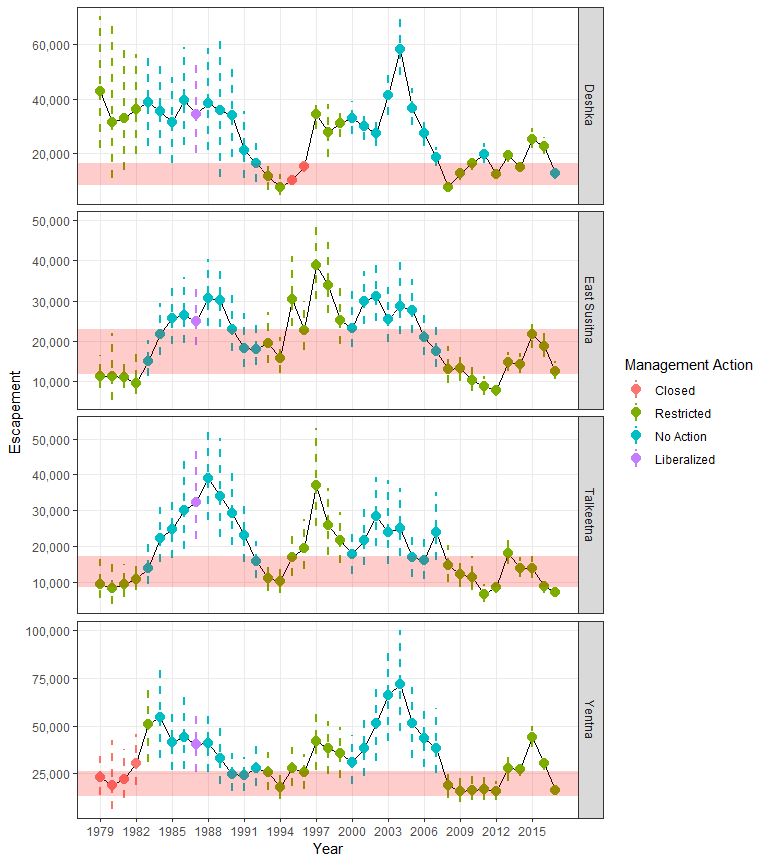 60,000
40,000
20,000
Deshka
50,000
40,000
30,000
20,000
10,000
East Susitna
50,000
40,000
30,000
20,000
10,000
Talkeetna
100,000
75,000
50,000
25,000
Yentna
Escapement
1979 1982 1985 1988 1991 1994 1997 2000 2003 2006 2009 2012 2015
Year
Management Action
Closed
Restricted
No Action
Liberalized